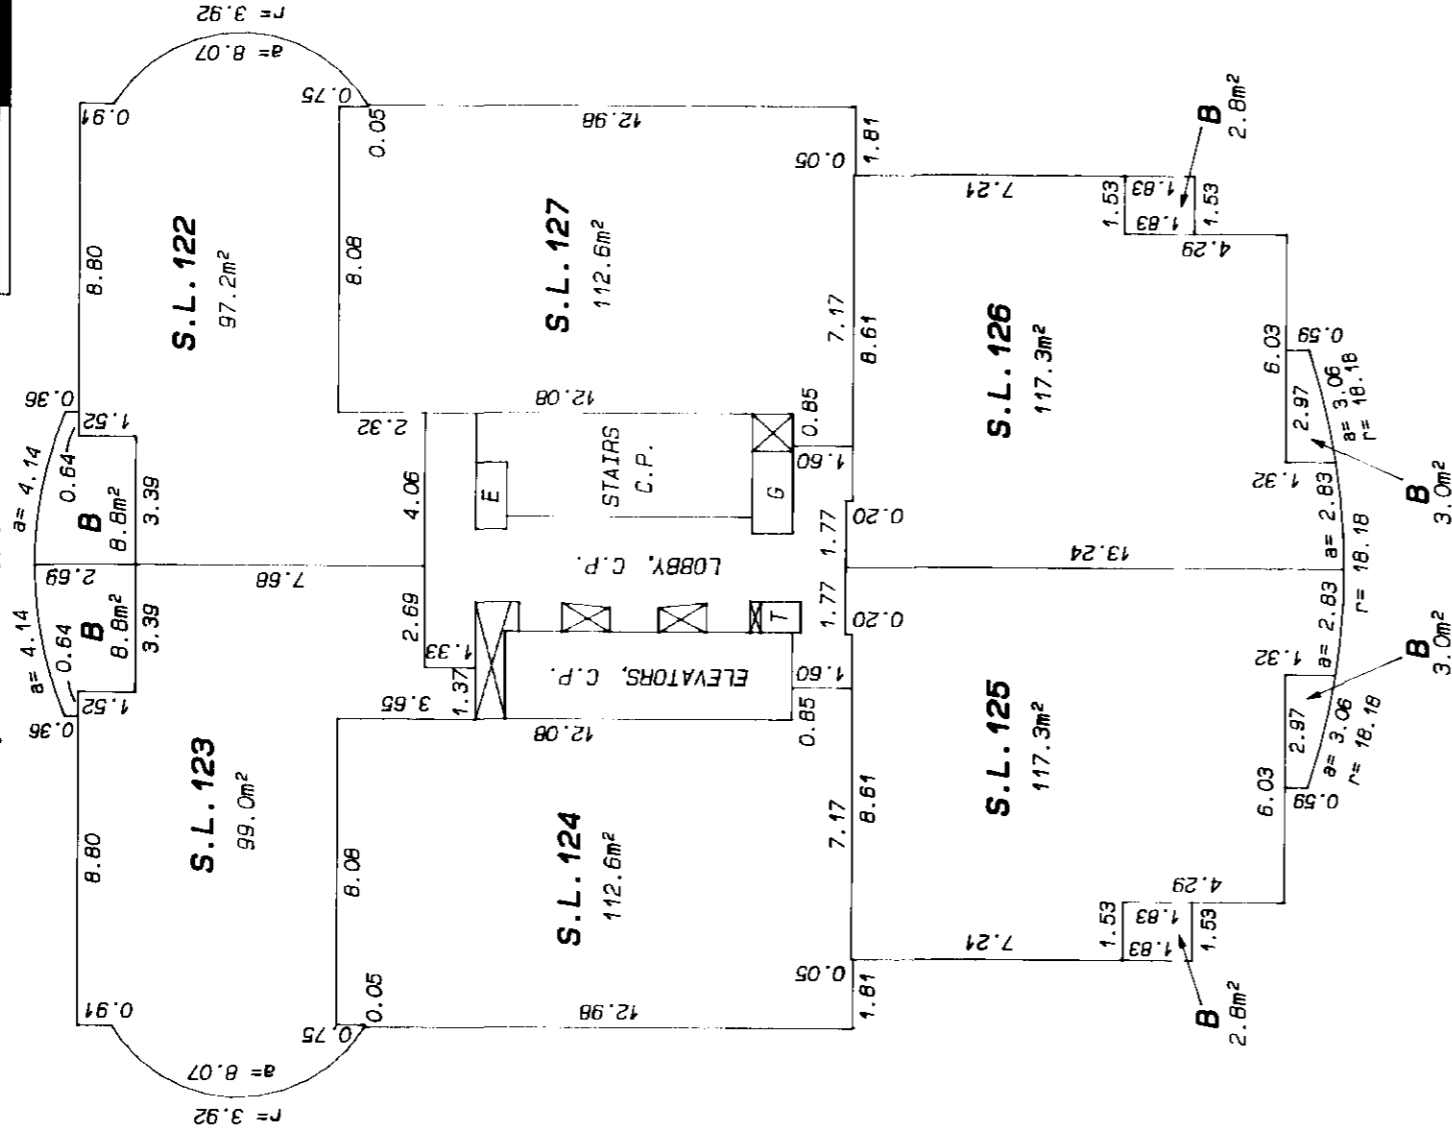 r= 3.92
a= 8.07
0.91
0.75
0.05
8.80
S.L. 122
97.2m²
8.08
0.36
1.52
0.64
a= 4.14
B
8.8m²
3.39
2.69
7.68
a= 4.14
0.64
B
8.8m²
3.39
1.52
0.36
8.80
S.L. 123
99.0m²
8.08
0.91
0.75
0.05
a= 8.07
r= 3.92
12.98
S.L. 127
112.6m²
12.08
2.32
4.06
2.69
1.33
1.37
3.65
E
STAIRS
C.P.
G
LOBBY, C.P.
T
ELEVATORS, C.P.
0.85
1.60
0.20
1.77
1.77
0.20
1.60
0.85
12.08
S.L. 124
112.6m²
12.98
0.05
1.81
7.17
8.61
7.21
S.L. 126
117.3m²
1.53
1.83
1.83
1.53
B
2.8m²
4.29
6.03
0.59
2.97
a= 3.06
r= 18.18
1.32
B
3.0m²
a= 2.83
13.24
r= 18.18
a= 2.83
1.32
B
3.0m²
2.97
a= 3.06
r= 18.18
0.59
6.03
4.29
S.L. 125
117.3m²
7.17
8.61
0.05
1.81
7.21
1.53
1.83
1.83
1.53
B
2.8m²